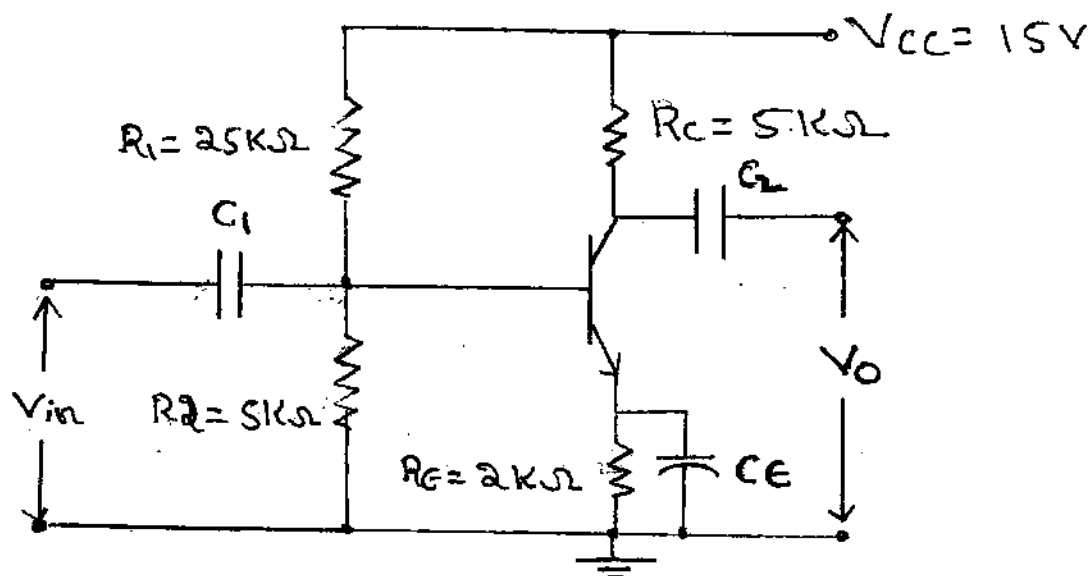 VCC = 15V
R1 = 25KΩ
RC = 5KΩ
C2
C1
Vin
R2 = 5KΩ
RE = 2KΩ
CE
VO